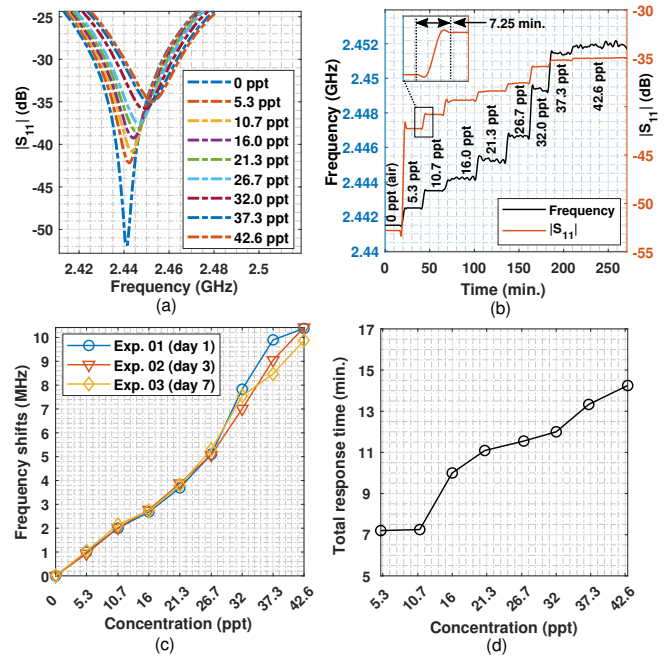 |S11| (dB)
-25
-30
-35
-40
-45
-50
0 ppt
5.3 ppt
10.7 ppt
16.0 ppt
21.3 ppt
26.7 ppt
32.0 ppt
37.3 ppt
42.6 ppt
2.42 2.44 2.46 2.48 2.5
Frequency (GHz)
(a)
Frequency (GHz)
2.452
2.45
2.448
2.446
2.444
2.442
2.44
7.25 min.
0 ppt (air)
5.3 ppt
10.7 ppt
16.0 ppt
21.3 ppt
26.7 ppt
32.0 ppt
37.3 ppt
42.6 ppt
Frequency
|S11|
-30
-35
-40
-45
-50
-55
|S11| (dB)
0 50 100 150 200 250
Time (min.)
(b)
Frequency shifts (MHz)
10
9
8
7
6
5
4
3
2
1
0
Exp. 01 (day 1)
Exp. 02 (day 3)
Exp. 03 (day 7)
0 5.3 10.7 16 21.3 26.7 32 37.3 42.6
Concentration (ppt)
(c)
Total response time (min.)
17
15
13
11
9
7
5
5.3 10.7 16 21.3 26.7 32 37.3 42.6
Concentration (ppt)
(d)